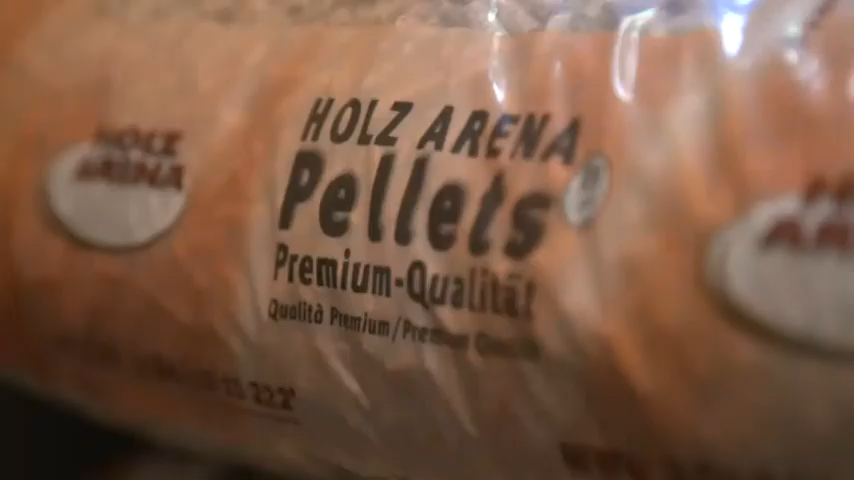 HOLZ ARENA
Pellets
Premium-Qualität
Qualità Premium/Premium Quality
HOLZ
ARENA